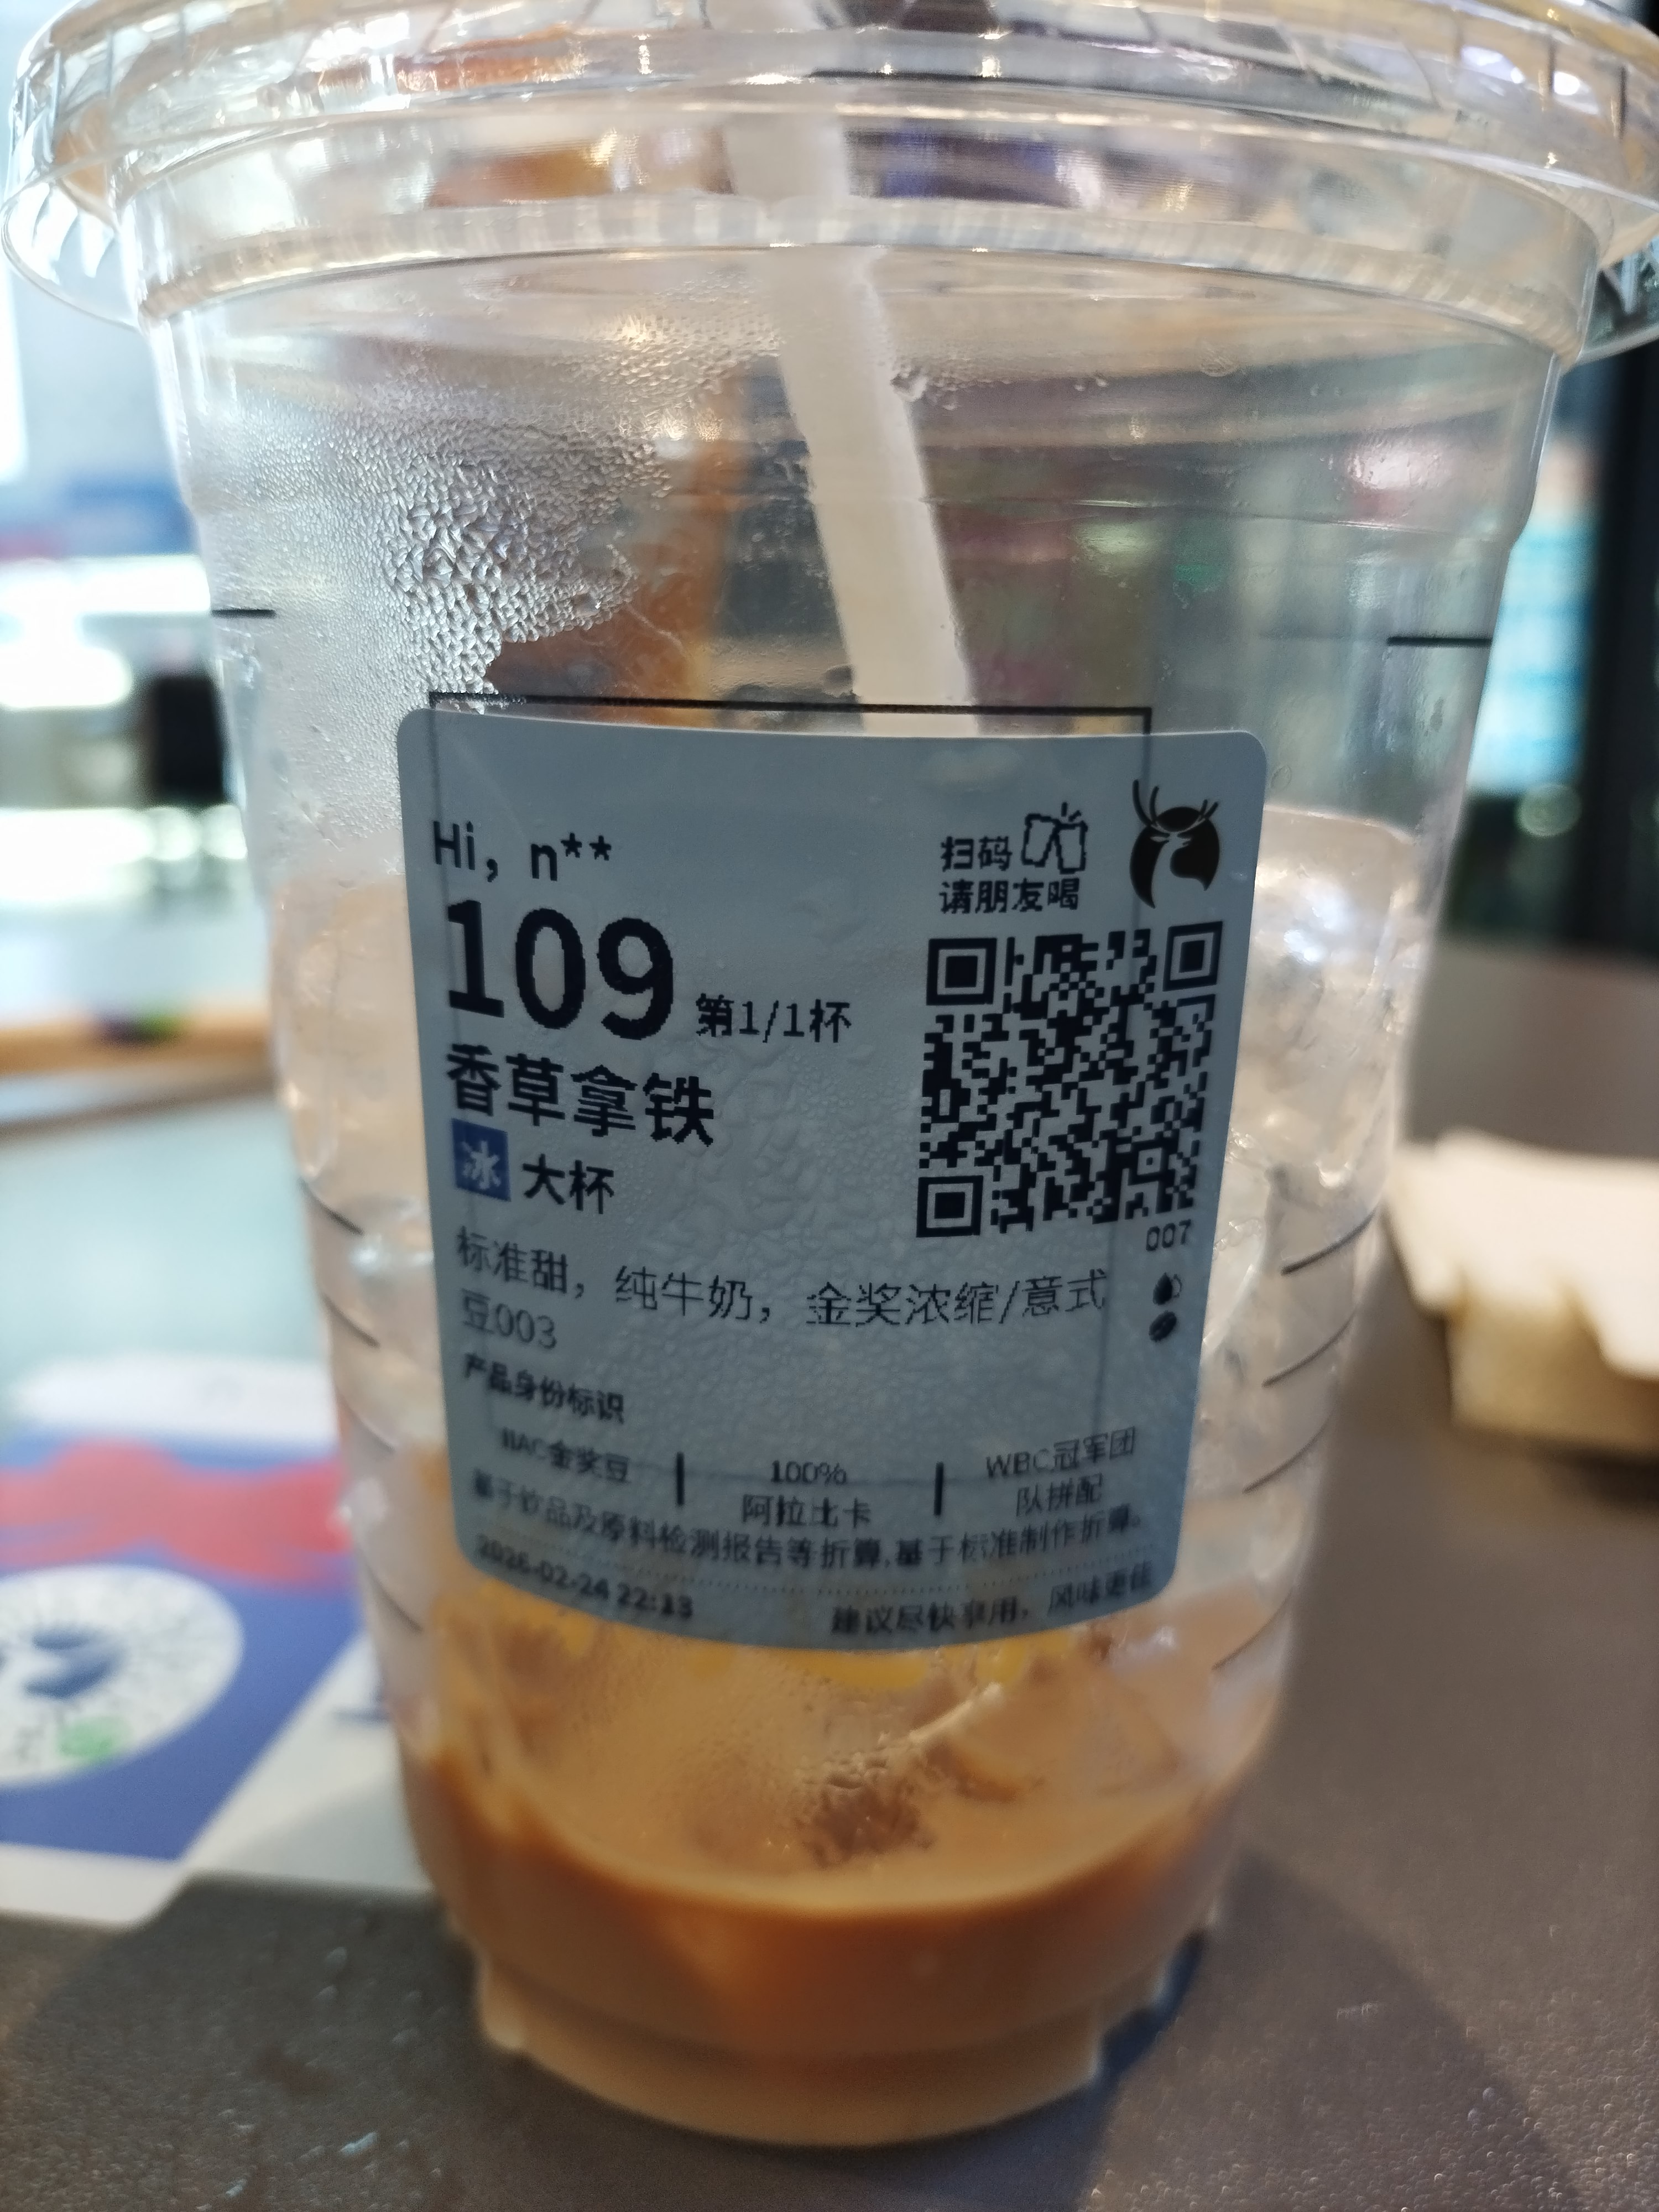 Hi, n**
扫码
请朋友喝
109 第1/1杯
香草拿铁
冰 大杯
007
标准甜，纯牛奶，金奖浓缩/意式
豆003
产品身份标识
IIAC金奖豆
100%
阿拉比卡
WBC冠军团
队拼配
基于饮品及原料检测报告等折算,基于标准制作折算。
2026-02-24 22:13
建议尽快享用，风味更佳